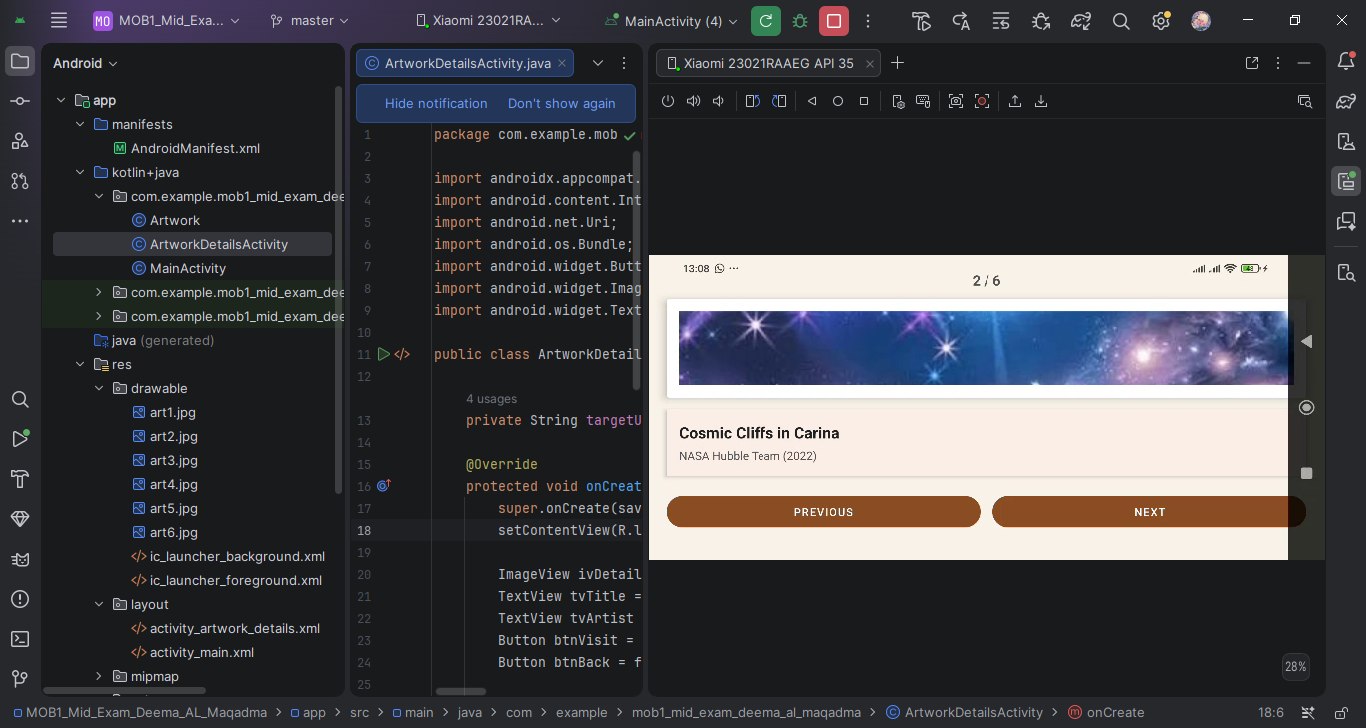 MO MOB1_Mid_Exa... master Xiaomi 23021RA... MainActivity (4)
Android
app
manifests
AndroidManifest.xml
kotlin+java
com.example.mob1_mid_exam_dee
Artwork
ArtworkDetailsActivity
MainActivity
com.example.mob1_mid_exam_dee
com.example.mob1_mid_exam_dee
java (generated)
res
drawable
art1.jpg
art2.jpg
art3.jpg
art4.jpg
art5.jpg
art6.jpg
ic_launcher_background.xml
ic_launcher_foreground.xml
layout
activity_artwork_details.xml
activity_main.xml
mipmap
ArtworkDetailsActivity.java
Hide notification Don't show again
1 package com.example.mob
2
3 import androidx.appcompat.
4 import android.content.Int
5 import android.net.Uri;
6 import android.os.Bundle;
7 import android.widget.Butt
8 import android.widget.Imag
9 import android.widget.Text
10
11 public class ArtworkDetail
12
4 usages
13 private String targetU
14
15 @Override
16 protected void onCreat
17 super.onCreate(sav
18 setContentView(R.l
19
20 ImageView ivDetail
21 TextView tvTitle =
22 TextView tvArtist
23 Button btnVisit =
24 Button btnBack = f
25
Xiaomi 23021RAAEG API 35
13:08
2 / 6
Cosmic Cliffs in Carina
NASA Hubble Team (2022)
PREVIOUS NEXT
28%
MOB1_Mid_Exam_Deema_AL_Maqadma > app > src > main > java > com > example > mob1_mid_exam_deema_al_maqadma > ArtworkDetailsActivity > onCreate 18:6